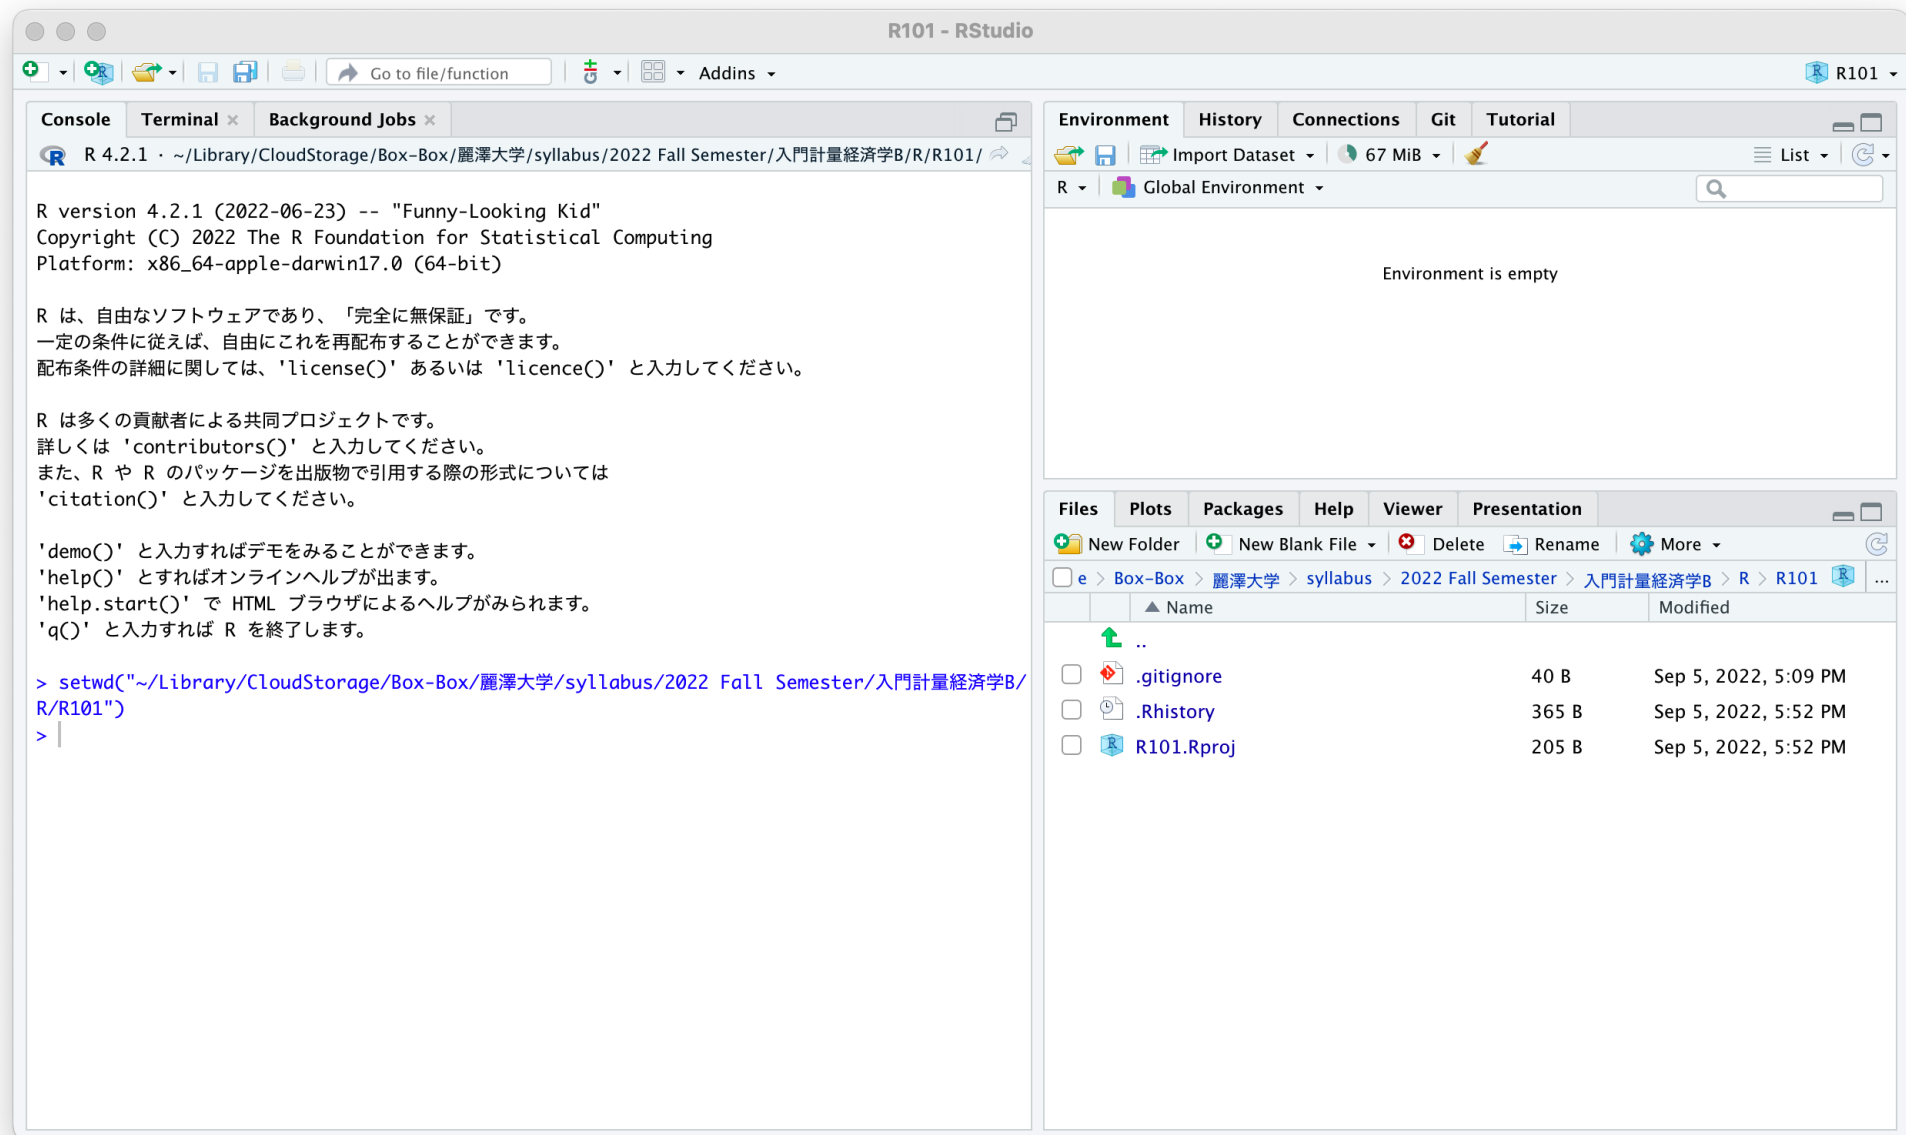 R101 - RStudio
Go to file/function
Addins
R101
Console Terminal Background Jobs
R 4.2.1 · ~/Library/CloudStorage/Box-Box/麗澤大学/syllabus/2022 Fall Semester/入門計量経済学B/R/R101/
R version 4.2.1 (2022-06-23) -- "Funny-Looking Kid"
Copyright (C) 2022 The R Foundation for Statistical Computing
Platform: x86_64-apple-darwin17.0 (64-bit)
R は、自由なソフトウェアであり、「完全に無保証」です。
一定の条件に従えば、自由にこれを再配布することができます。
配布条件の詳細に関しては、'license()' あるいは 'licence()' と入力してください。
R は多くの貢献者による共同プロジェクトです。
詳しくは 'contributors()' と入力してください。
また、R や R のパッケージを出版物で引用する際の形式については
'citation()' と入力してください。
'demo()' と入力すればデモをみることができます。
'help()' とすればオンラインヘルプが出ます。
'help.start()' で HTML ブラウザによるヘルプがみられます。
'q()' と入力すれば R を終了します。
> setwd("~/Library/CloudStorage/Box-Box/麗澤大学/syllabus/2022 Fall Semester/入門計量経済学B/
R/R101")
>
Environment History Connections Git Tutorial
Import Dataset 67 MiB List
R Global Environment
Environment is empty
Files Plots Packages Help Viewer Presentation
New Folder New Blank File Delete Rename More
e > Box-Box > 麗澤大学 > syllabus > 2022 Fall Semester > 入門計量経済学B > R > R101 ...
Name Size Modified
..
.gitignore 40 B Sep 5, 2022, 5:09 PM
.Rhistory 365 B Sep 5, 2022, 5:52 PM
R101.Rproj 205 B Sep 5, 2022, 5:52 PM